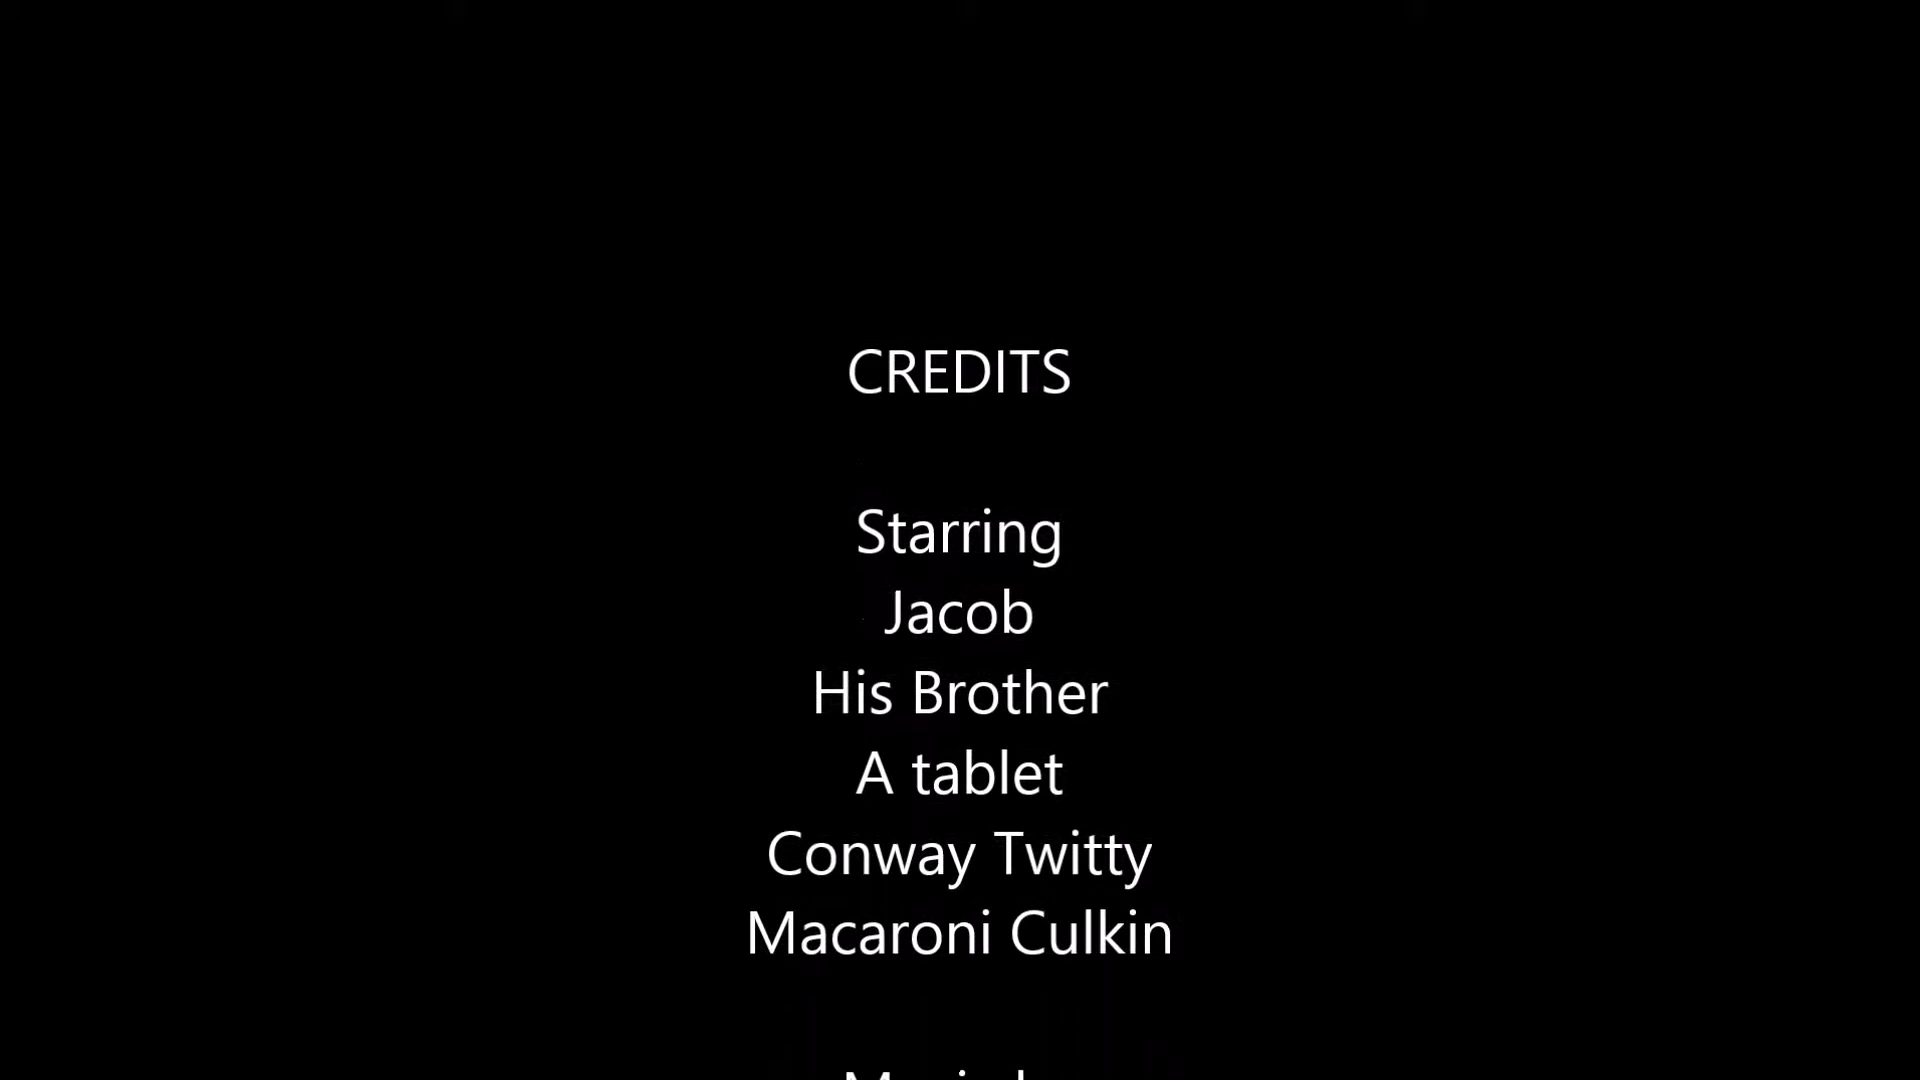 CREDITS
Starring
Jacob
His Brother
A tablet
Conway Twitty
Macaroni Culkin